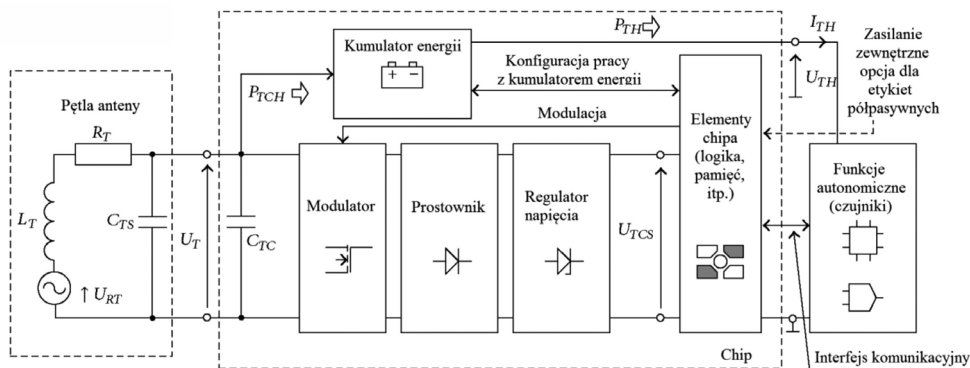 Pętla anteny
R_T
L_T
C_TS
↑ U_RT
U_T
C_TC
P_TCH
Kumulator energii
+ −
P_TH
I_TH
U_TH
Konfiguracja pracy
z kumulatorem energii
Modulacja
Modulator
Prostownik
Regulator
napięcia
U_TCS
Elementy
chipa
(logika,
pamięć,
itp.)
Chip
Zasilanie
zewnętrzne
opcja dla
etykiet
półpasywnych
Funkcje
autonomiczne
(czujniki)
Interfejs komunikacyjny